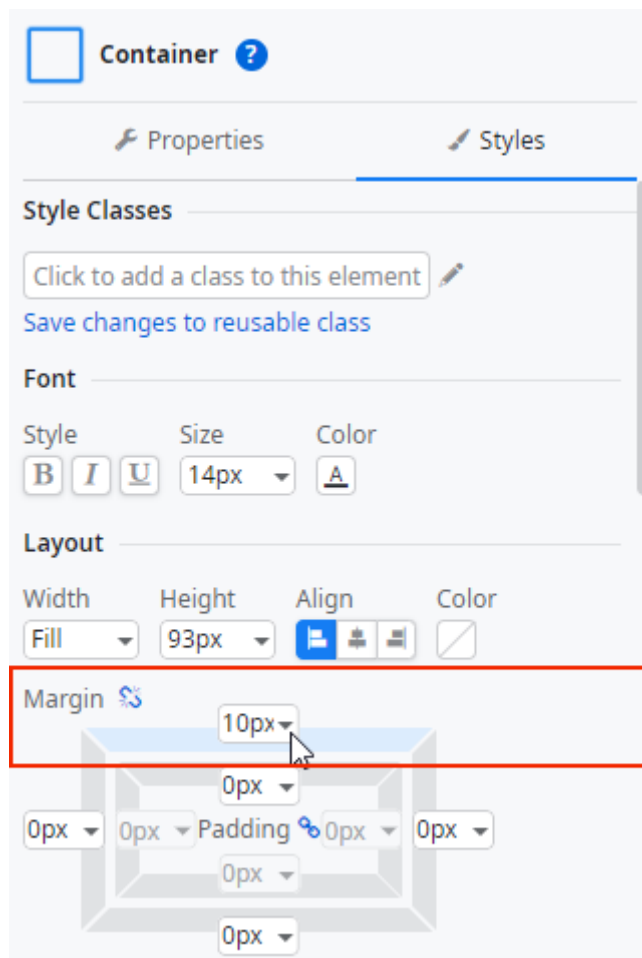 Container ?
Properties Styles
Style Classes
Click to add a class to this element
Save changes to reusable class
Font
Style Size Color
B I U 14px A
Layout
Width Height Align Color
Fill 93px
Margin
10px
0px
0px 0px Padding 0px 0px
0px
0px